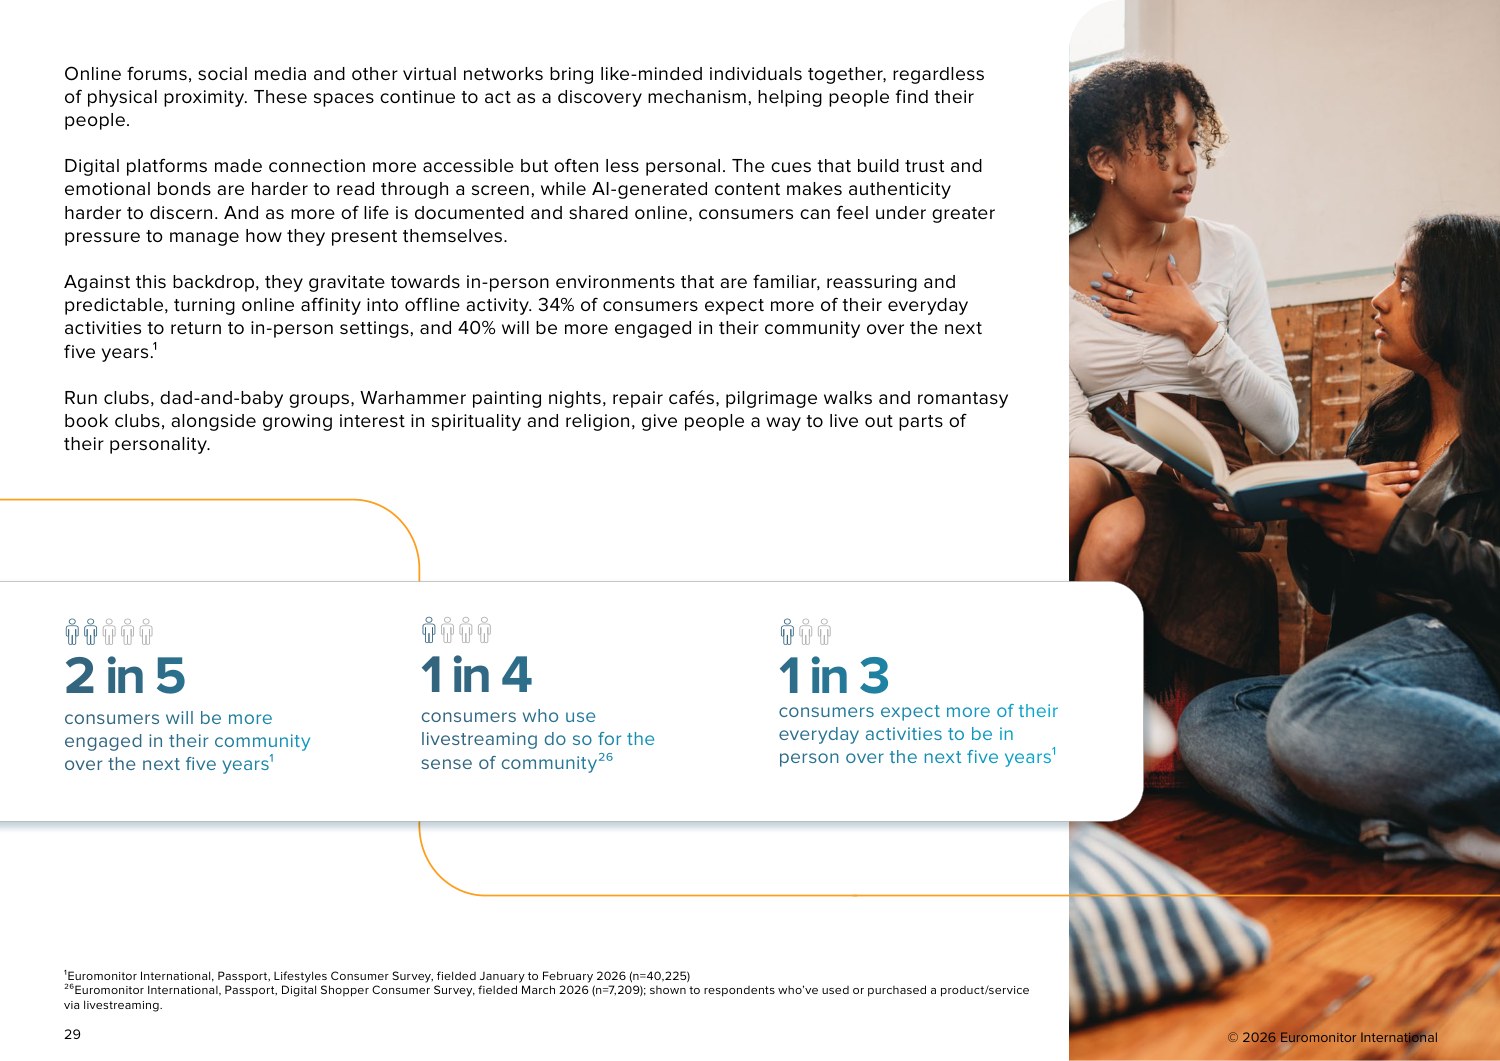 Online forums, social media and other virtual networks bring like-minded individuals together, regardless
of physical proximity. These spaces continue to act as a discovery mechanism, helping people find their
people.
Digital platforms made connection more accessible but often less personal. The cues that build trust and
emotional bonds are harder to read through a screen, while AI-generated content makes authenticity
harder to discern. And as more of life is documented and shared online, consumers can feel under greater
pressure to manage how they present themselves.
Against this backdrop, they gravitate towards in-person environments that are familiar, reassuring and
predictable, turning online affinity into offline activity. 34% of consumers expect more of their everyday
activities to return to in-person settings, and 40% will be more engaged in their community over the next
five years.¹
Run clubs, dad-and-baby groups, Warhammer painting nights, repair cafés, pilgrimage walks and romantasy
book clubs, alongside growing interest in spirituality and religion, give people a way to live out parts of
their personality.
2 in 5
consumers will be more
engaged in their community
over the next five years¹
1 in 4
consumers who use
livestreaming do so for the
sense of community²⁶
1 in 3
consumers expect more of their
everyday activities to be in
person over the next five years¹
¹Euromonitor International, Passport, Lifestyles Consumer Survey, fielded January to February 2026 (n=40,225)
²⁶Euromonitor International, Passport, Digital Shopper Consumer Survey, fielded March 2026 (n=7,209); shown to respondents who've used or purchased a product/service
via livestreaming.
29
© 2026 Euromonitor International